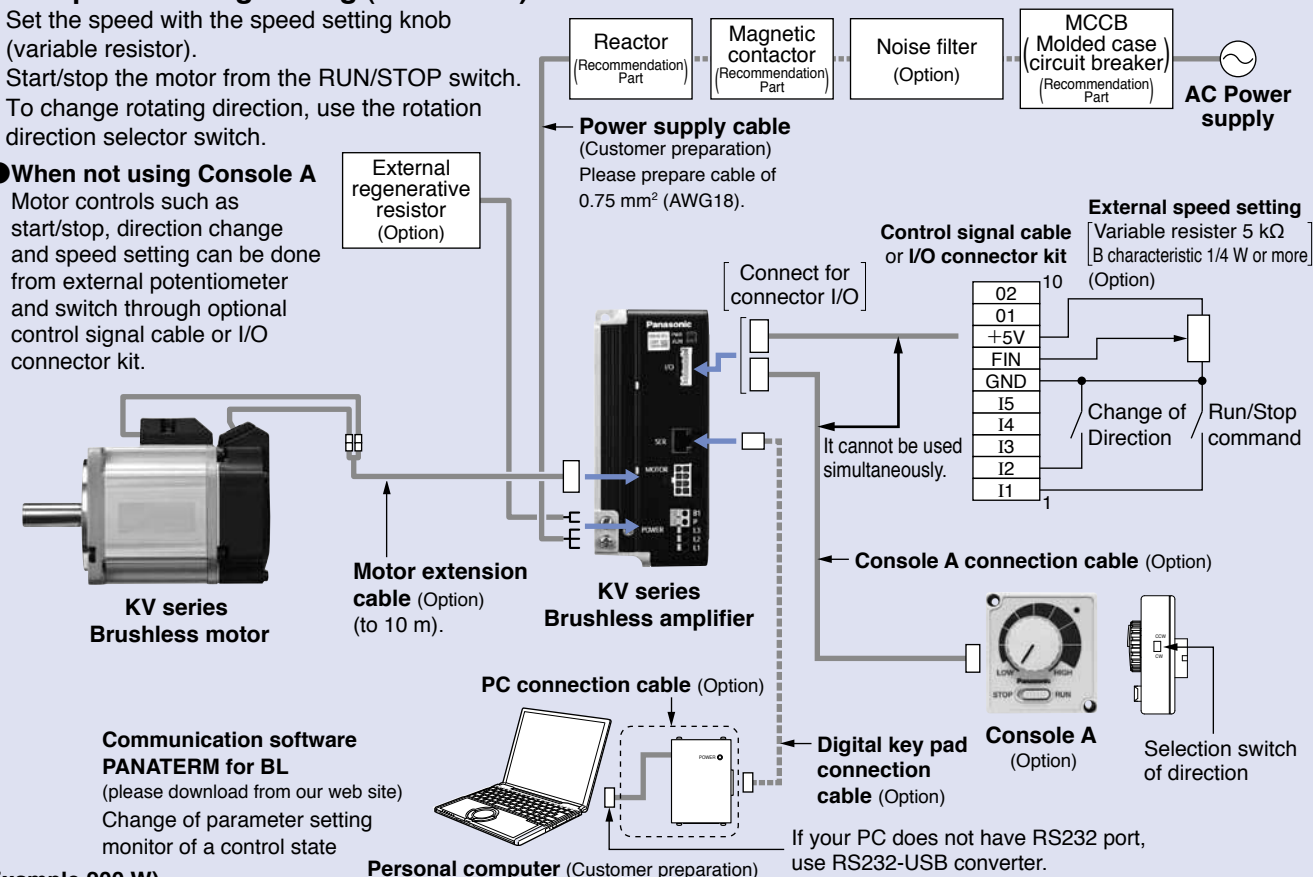 Set the speed with the speed setting knob
(variable resistor).
Start/stop the motor from the RUN/STOP switch.
To change rotating direction, use the rotation
direction selector switch.
●When not using Console A
Motor controls such as
start/stop, direction change
and speed setting can be done
from external potentiometer
and switch through optional
control signal cable or I/O
connector kit.
External
regenerative
resistor
(Option)
Reactor
(Recommendation
Part)
Magnetic
contactor
(Recommendation
Part)
Noise filter
(Option)
MCCB
(Molded case
circuit breaker)
(Recommendation
Part)
AC Power
supply
Power supply cable
(Customer preparation)
Please prepare cable of
0.75 mm² (AWG18).
Control signal cable
or I/O connector kit
External speed setting
[Variable resister 5 kΩ
B characteristic 1/4 W or more]
(Option)
[Connect for
connector I/O]
10
02
01
+5V
FIN
GND
I5
I4
I3
I2
I1
1
Change of
Direction
Run/Stop
command
It cannot be used
simultaneously.
Panasonic
I/O
SER
MOTOR
POWER
B1
P
L3
L2
L1
KV series
Brushless motor
Motor extension
cable (Option)
(to 10 m).
KV series
Brushless amplifier
Console A connection cable (Option)
LOW
HIGH
Panasonic
STOP
RUN
CCW
CW
Console A
(Option)
Selection switch
of direction
PC connection cable (Option)
POWER
Digital key pad
connection
cable (Option)
Communication software
PANATERM for BL
(please download from our web site)
Change of parameter setting
monitor of a control state
If your PC does not have RS232 port,
use RS232-USB converter.
Personal computer (Customer preparation)